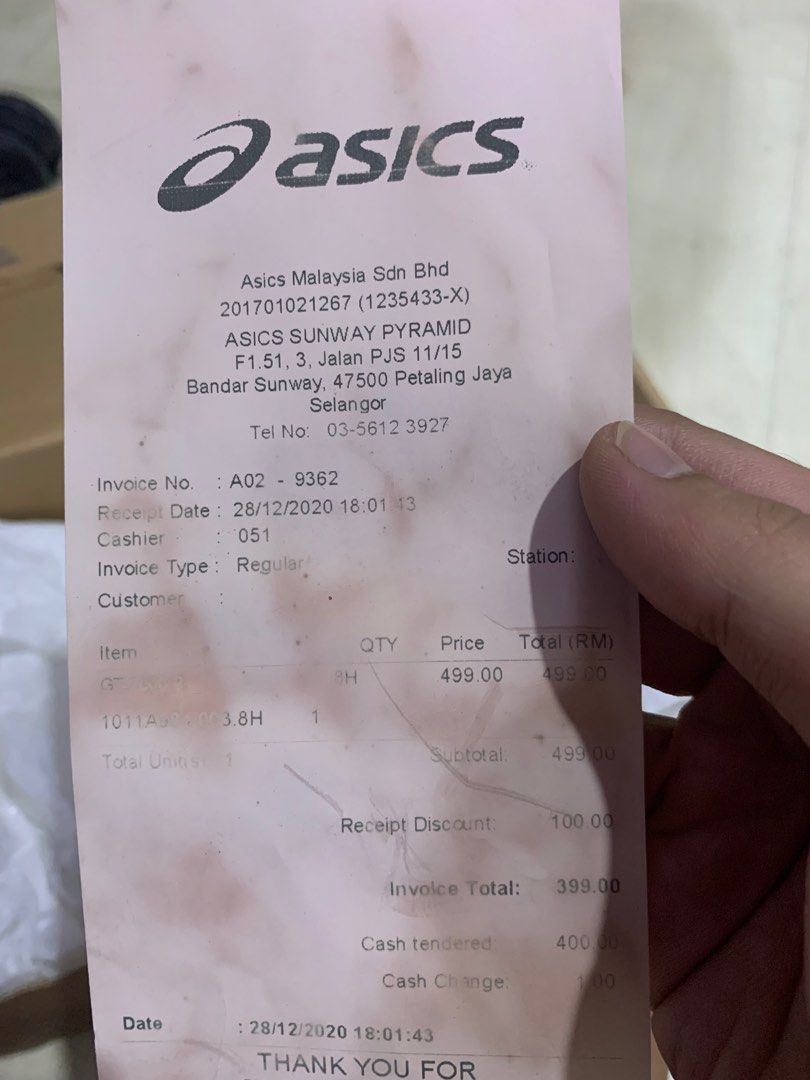 asics
Asics Malaysia Sdn Bhd
201701021267 (1235433-X)
ASICS SUNWAY PYRAMID
F1.51, 3, Jalan PJS 11/15
Bandar Sunway, 47500 Petaling Jaya
Selangor
Tel No: 03-5612 3927
Invoice No. : A02 - 9362
Receipt Date : 28/12/2020 18:01:43
Cashier : 051
Invoice Type : Regular
Station:
Customer :
Item QTY Price Total (RM)
8H 499.00 499.00
1
Total Units: 1 Subtotal: 499.00
Receipt Discount: 100.00
Invoice Total: 399.00
Cash tendered: 400.00
Cash Change: 1.00
Date : 28/12/2020 18:01:43
THANK YOU FOR